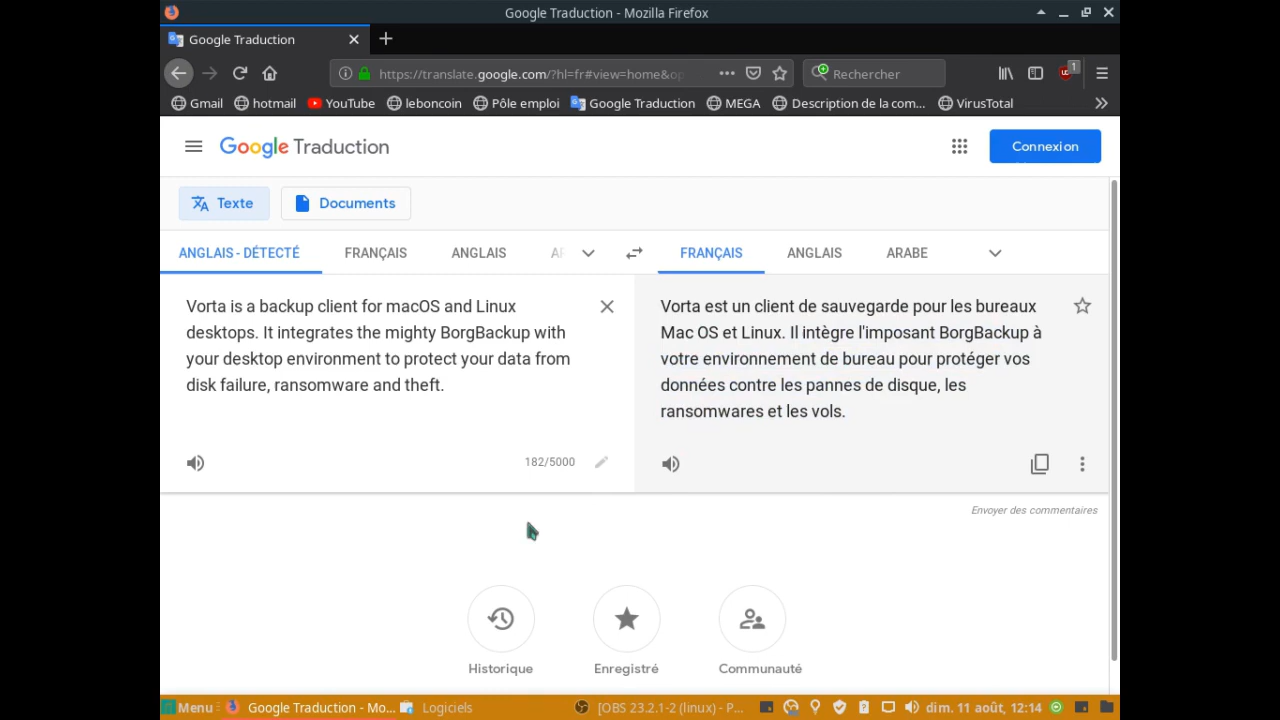 Google Traduction - Mozilla Firefox
Google Traduction
https://translate.google.com/?hl=fr#view=home&op
Rechercher
1
Gmail hotmail YouTube leboncoin Pôle emploi Google Traduction MEGA Description de la com... VirusTotal
Google Traduction
Connexion
Texte Documents
ANGLAIS - DÉTECTÉ FRANÇAIS ANGLAIS FRANÇAIS ANGLAIS ARABE
Vorta is a backup client for macOS and Linux
desktops. It integrates the mighty BorgBackup with
your desktop environment to protect your data from
disk failure, ransomware and theft.
182/5000
Vorta est un client de sauvegarde pour les bureaux
Mac OS et Linux. Il intègre l'imposant BorgBackup à
votre environnement de bureau pour protéger vos
données contre les pannes de disque, les
ransomwares et les vols.
Envoyer des commentaires
Historique Enregistré Communauté
Menu Google Traduction - Mo... Logiciels [OBS 23.2.1-2 (linux) - P... dim. 11 août, 12:14